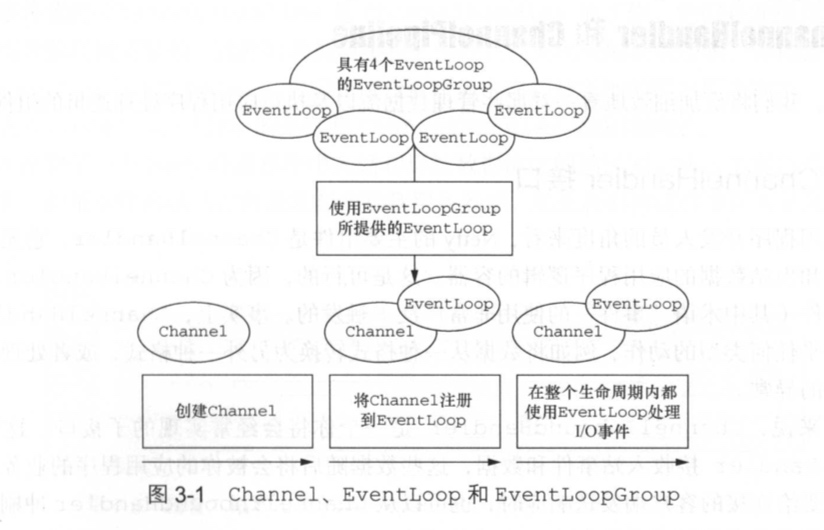 具有4个EventLoop
的EventLoopGroup
EventLoop
EventLoop
EventLoop
EventLoop
使用EventLoopGroup
所提供的EventLoop
Channel
Channel
EventLoop
Channel
EventLoop
创建Channel
将Channel注册
到EventLoop
在整个生命周期内都
使用EventLoop处理
I/O事件
图 3-1 Channel、EventLoop 和 EventLoopGroup